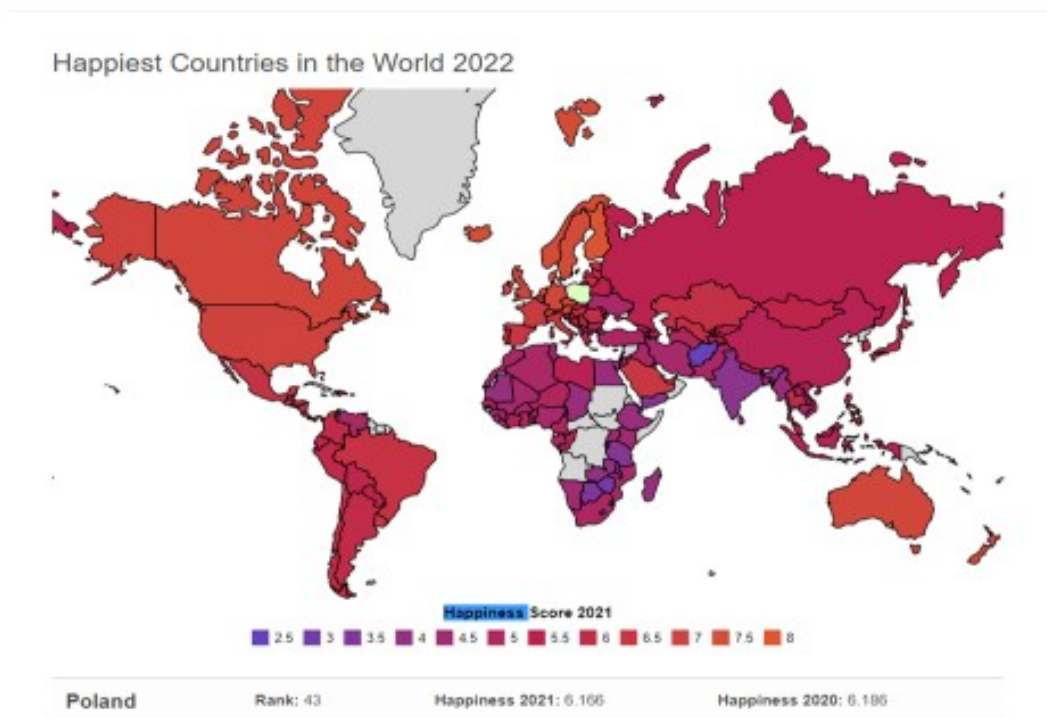 Happiest Countries in the World 2022
Happiness Score 2021
2.5 3 3.5 4 4.5 5 5.5 6 6.5 7 7.5 8
Poland Rank: 43 Happiness 2021: 6.166 Happiness 2020: 6.186